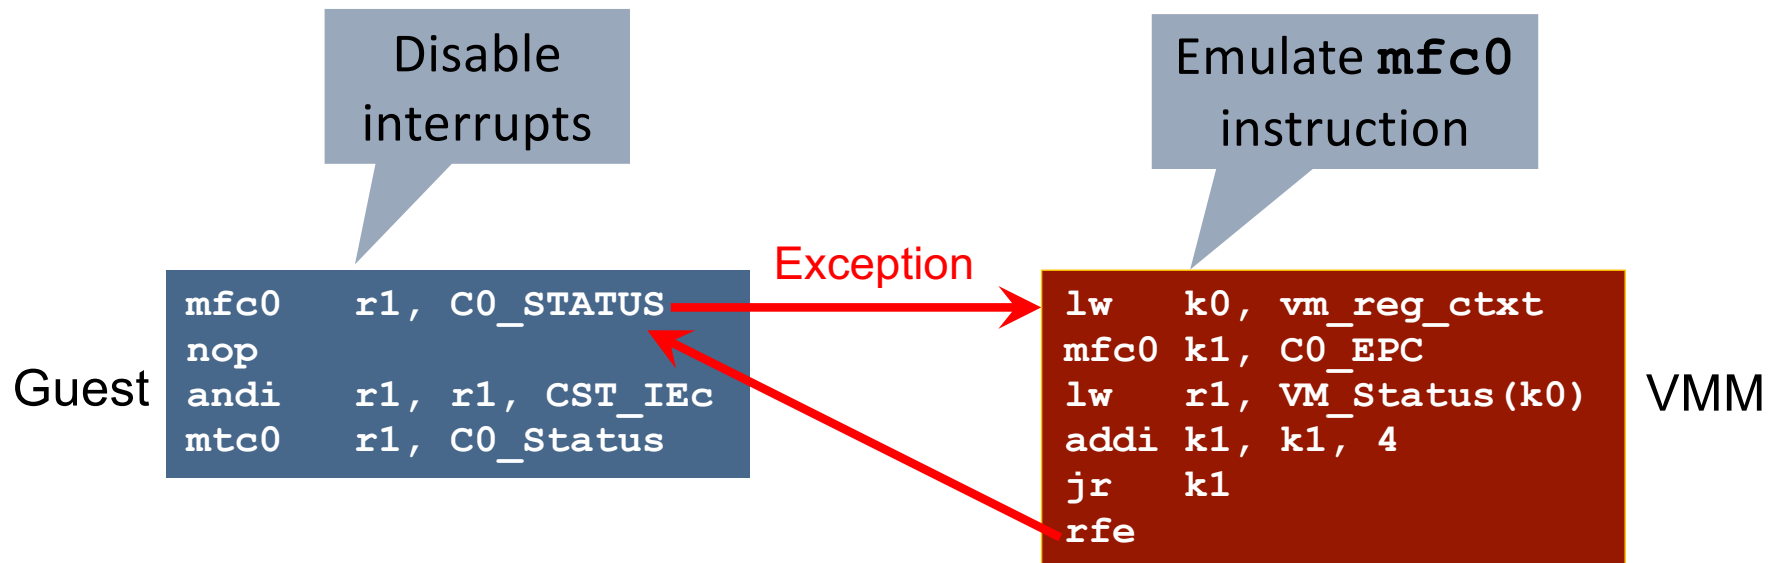 Disable
interrupts
Emulate mfc0
instruction
Exception
Guest
mfc0 r1, C0_STATUS
nop
andi r1, r1, CST_IEc
mtc0 r1, C0_Status
lw k0, vm_reg_ctxt
mfc0 k1, C0_EPC
lw r1, VM_Status(k0)
addi k1, k1, 4
jr k1
rfe
VMM